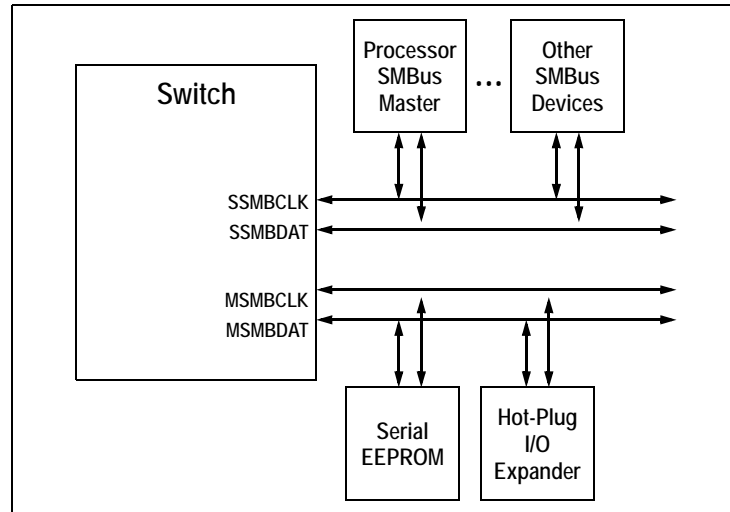 Switch
Processor
SMBus
Master
...
Other
SMBus
Devices
SSMBCLK
SSMBDAT
MSMBCLK
MSMBDAT
Serial
EEPROM
Hot-Plug
I/O
Expander